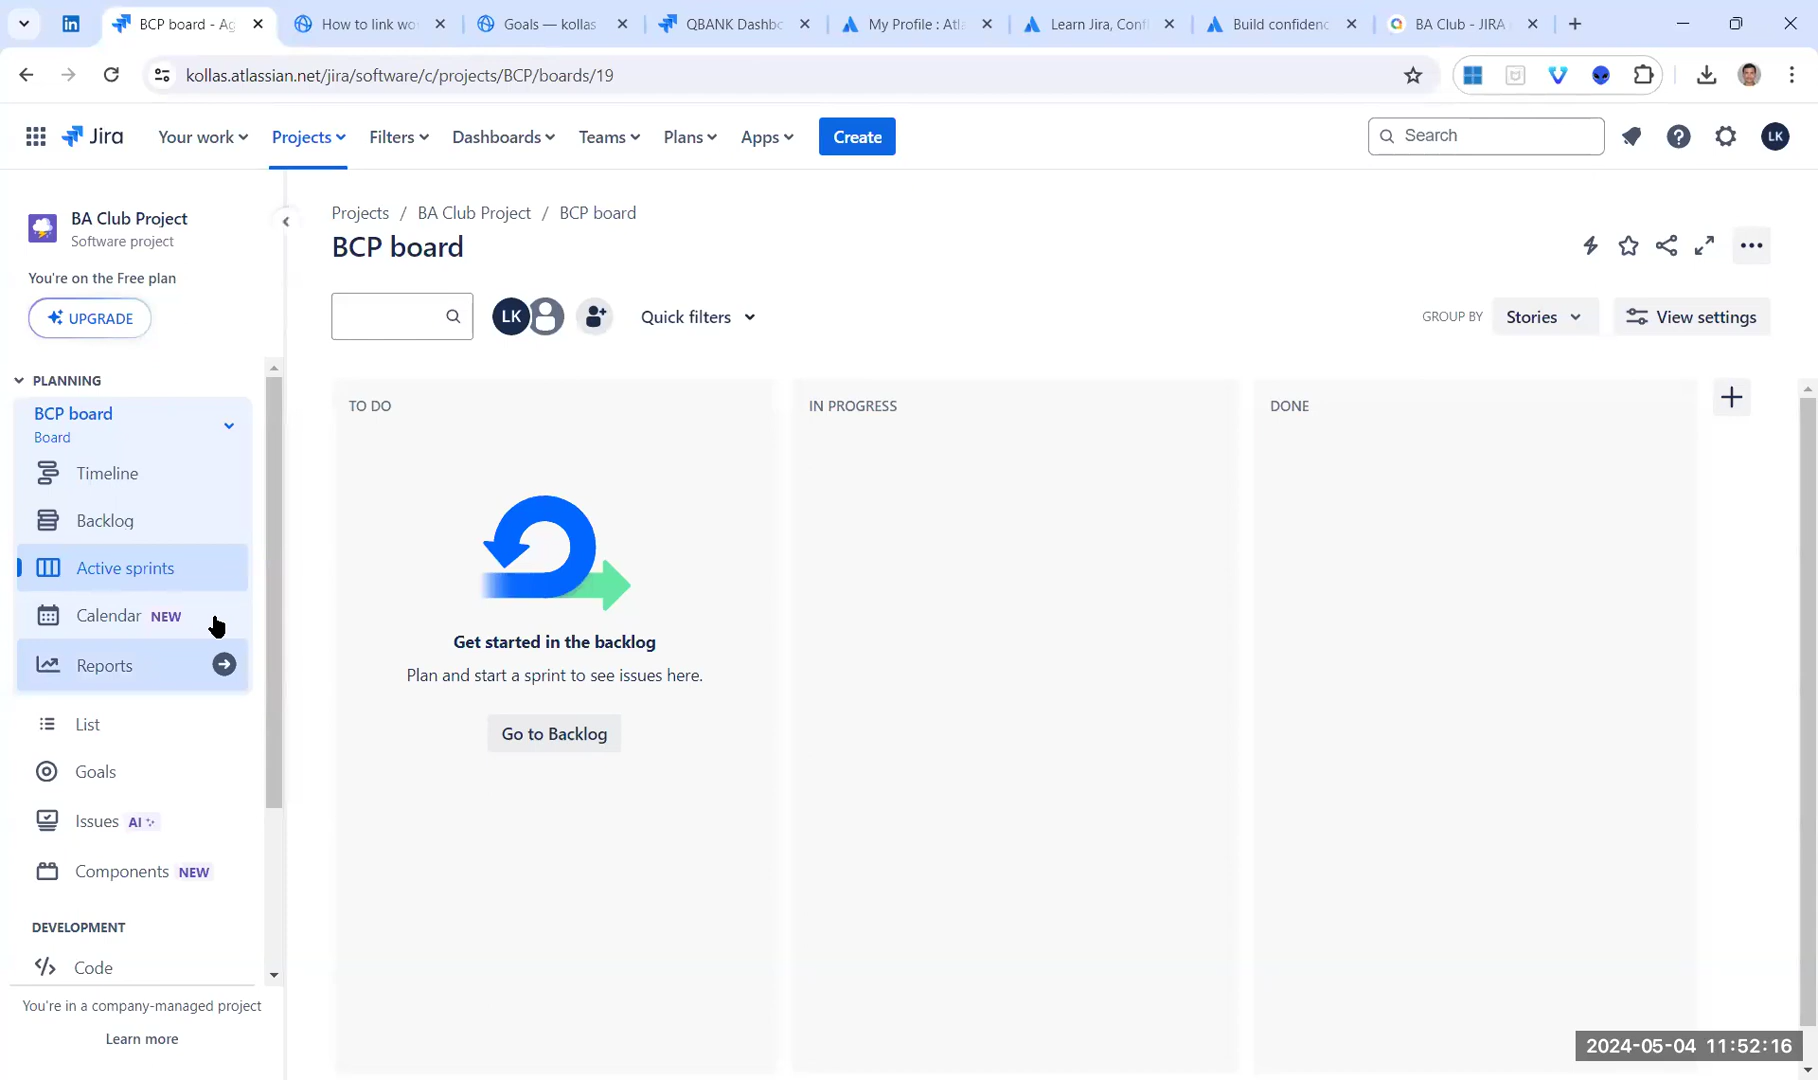 BCP board - Ag
How to link wo
Goals — kollas
QBANK Dashbo
My Profile : Atla
Learn Jira, Confl
Build confidenc
BA Club - JIRA
kollas.atlassian.net/jira/software/c/projects/BCP/boards/19
Jira
Your work
Projects
Filters
Dashboards
Teams
Plans
Apps
Create
Search
LK
BA Club Project
Software project
You're on the Free plan
UPGRADE
PLANNING
BCP board
Board
Timeline
Backlog
Active sprints
Calendar NEW
Reports
List
Goals
Issues AI
Components NEW
DEVELOPMENT
Code
You're in a company-managed project
Learn more
Projects / BA Club Project / BCP board
BCP board
LK
Quick filters
GROUP BY
Stories
View settings
TO DO
IN PROGRESS
DONE
Get started in the backlog
Plan and start a sprint to see issues here.
Go to Backlog
2024-05-04 11:52:16